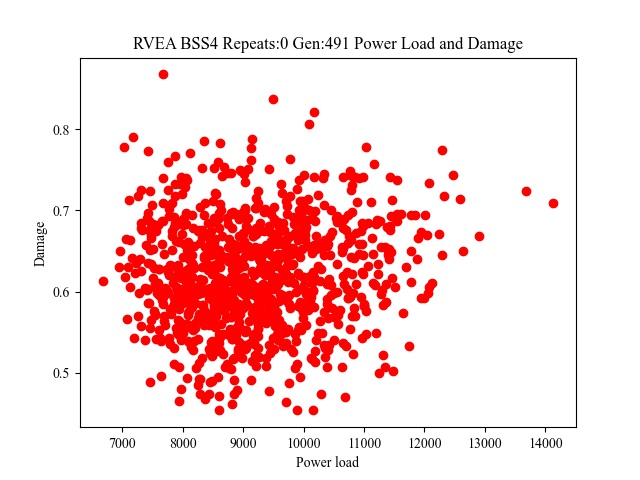 RVEA BSS4 Repeats:0 Gen:491 Power Load and Damage
Damage
0.8
0.7
0.6
0.5
7000 8000 9000 10000 11000 12000 13000 14000
Power load